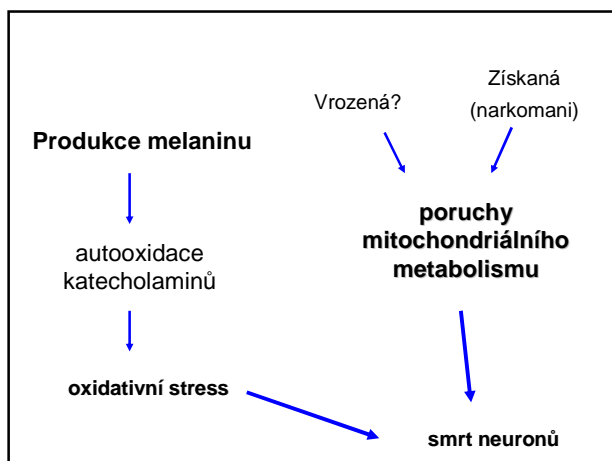 Produkce melaninu
autooxidace
katecholaminů
oxidativní stress
Vrozená?
Získaná
(narkomani)
poruchy
mitochondriálního
metabolismu
smrt neuronů